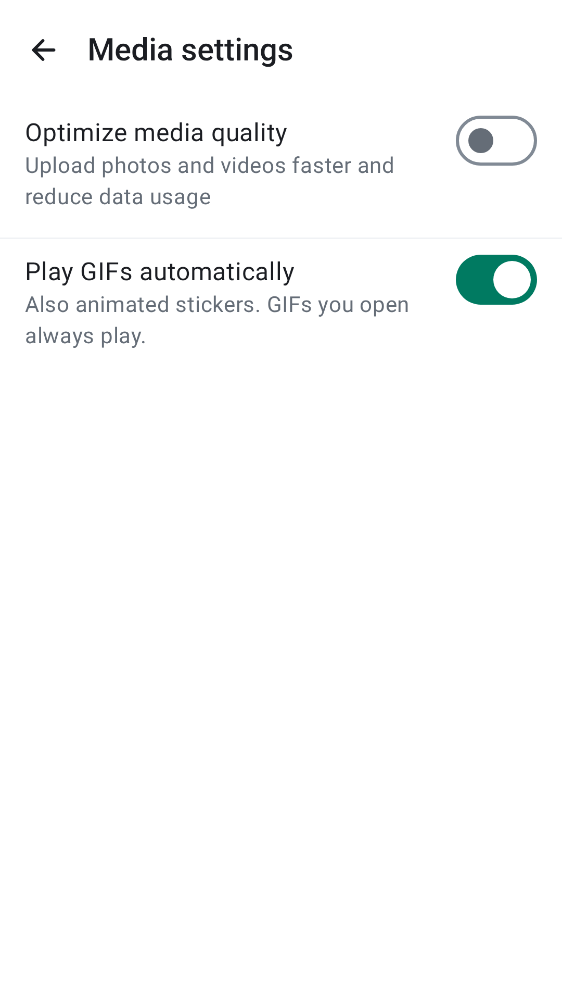 Media settings
Optimize media quality
Upload photos and videos faster and
reduce data usage
Play GIFs automatically
Also animated stickers. GIFs you open
always play.